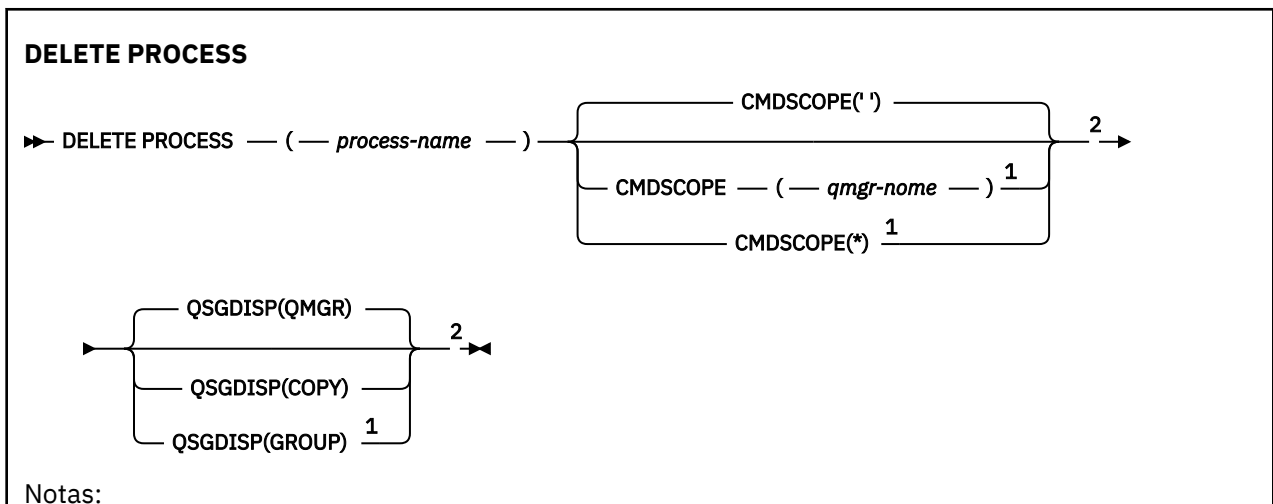 DELETE PROCESS
CMDSCOPE(' ')
DELETE PROCESS ( process-name ) 2
CMDSCOPE ( qmgr-nome ) 1
CMDSCOPE(*) 1
QSGDISP(QMGR)
2
QSGDISP(COPY)
QSGDISP(GROUP) 1
Notas: